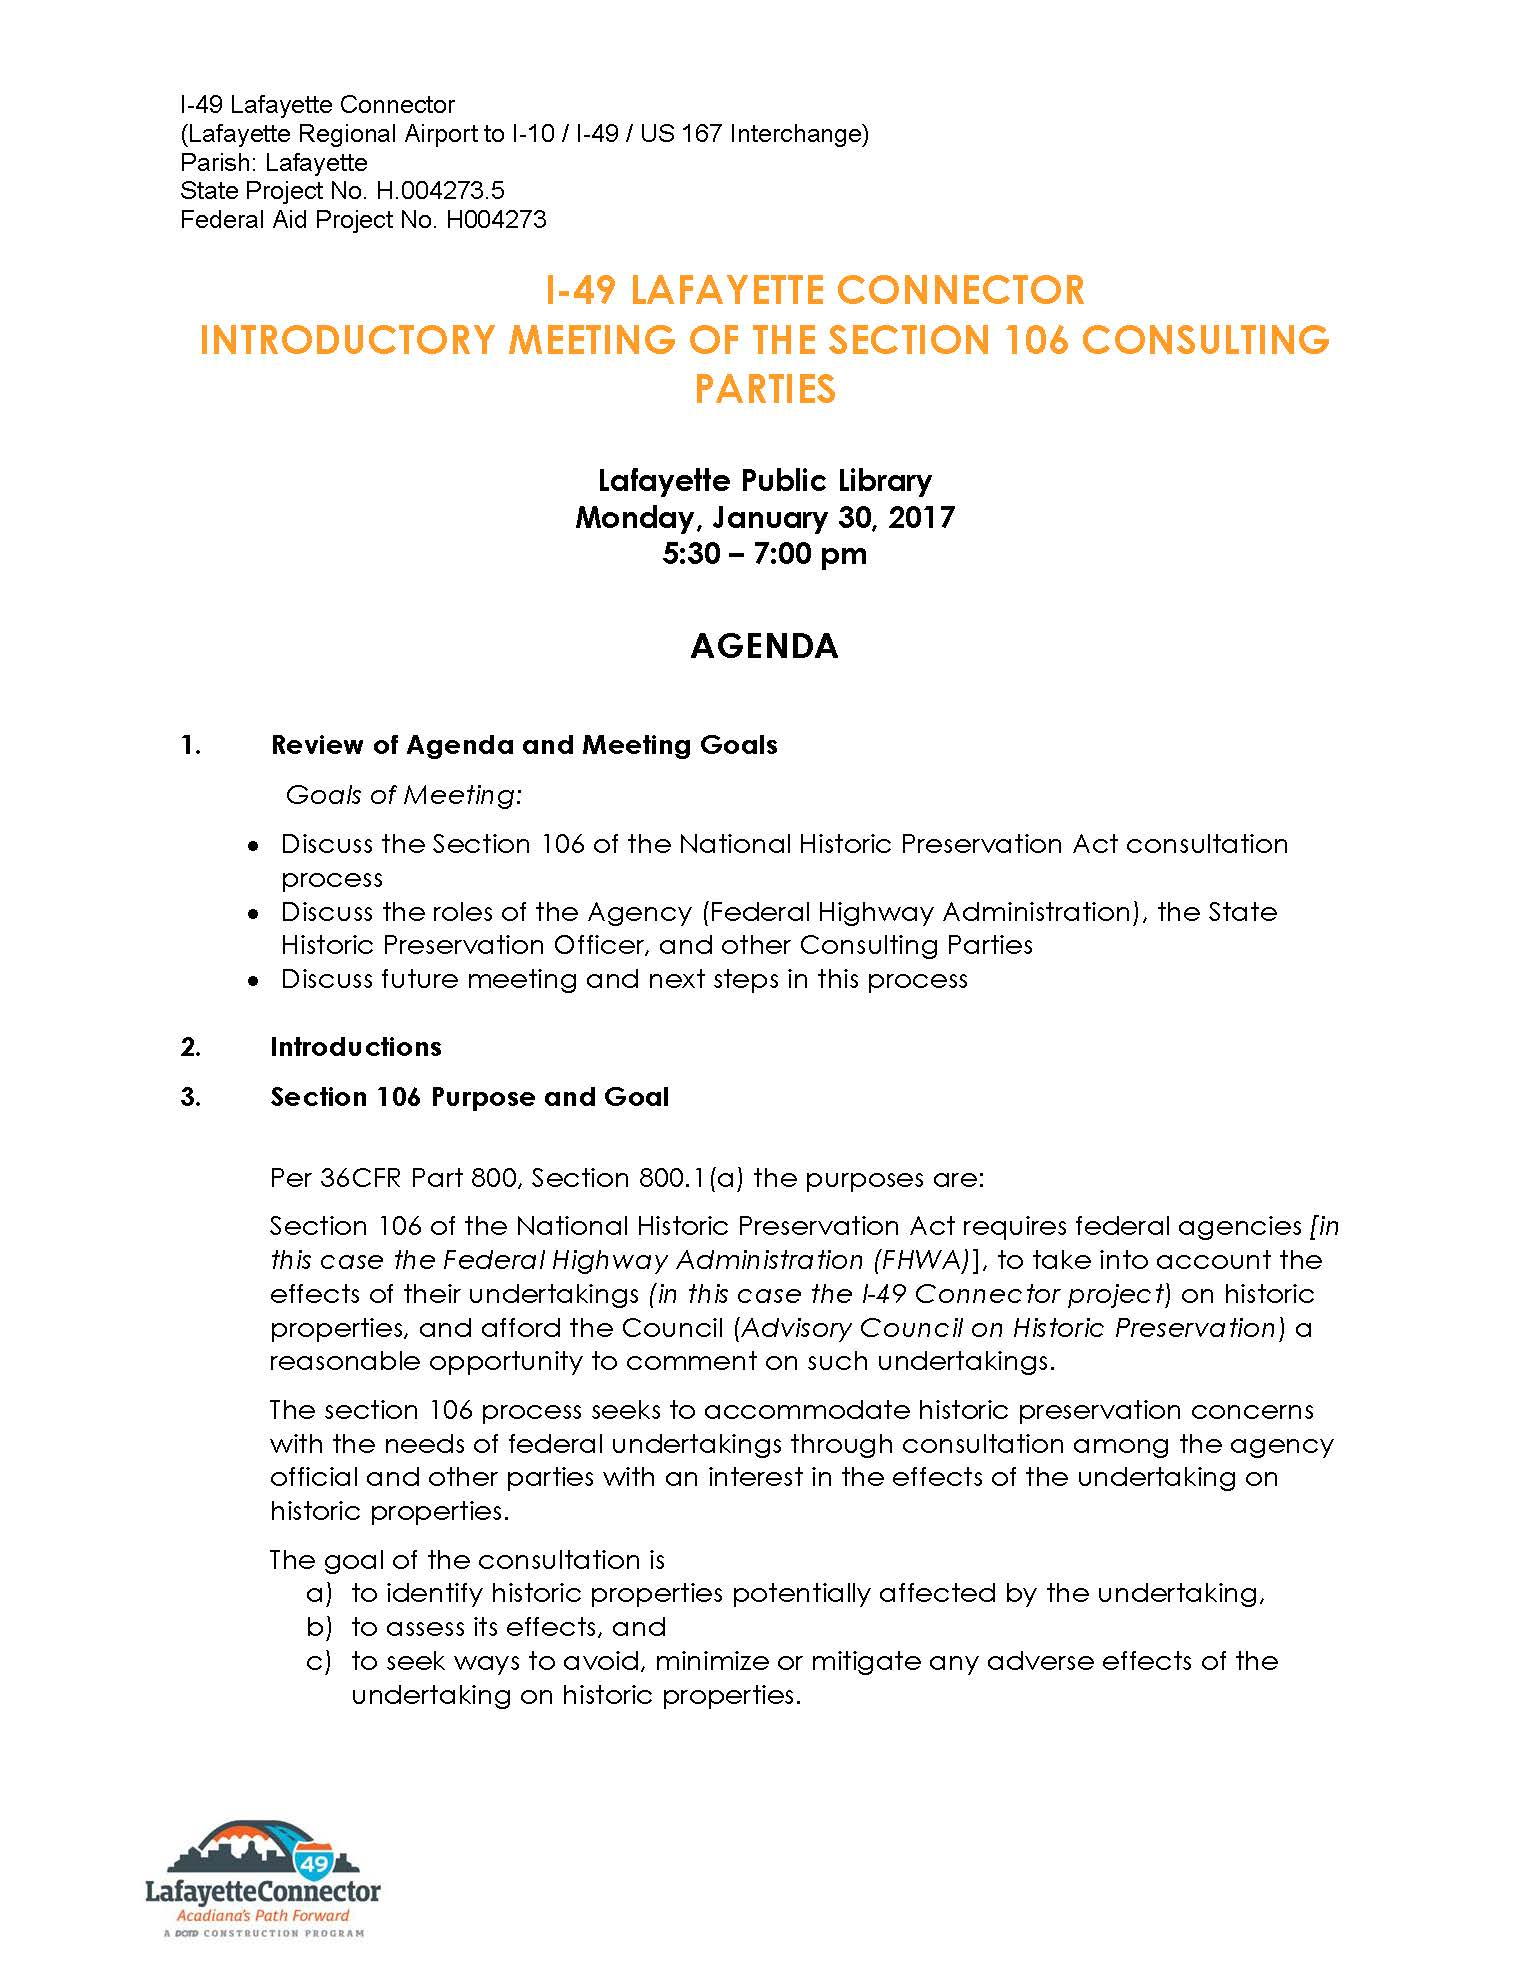 I-49 Lafayette Connector
(Lafayette Regional Airport to I-10 / I-49 / US 167 Interchange)
Parish: Lafayette
State Project No. H.004273.5
Federal Aid Project No. H004273
I-49 LAFAYETTE CONNECTOR
INTRODUCTORY MEETING OF THE SECTION 106 CONSULTING
PARTIES
Lafayette Public Library
Monday, January 30, 2017
5:30 – 7:00 pm
AGENDA
1. Review of Agenda and Meeting Goals
Goals of Meeting:
• Discuss the Section 106 of the National Historic Preservation Act consultation
process
• Discuss the roles of the Agency (Federal Highway Administration), the State
Historic Preservation Officer, and other Consulting Parties
• Discuss future meeting and next steps in this process
2. Introductions
3. Section 106 Purpose and Goal
Per 36CFR Part 800, Section 800.1(a) the purposes are:
Section 106 of the National Historic Preservation Act requires federal agencies [in
this case the Federal Highway Administration (FHWA)], to take into account the
effects of their undertakings (in this case the I-49 Connector project) on historic
properties, and afford the Council (Advisory Council on Historic Preservation) a
reasonable opportunity to comment on such undertakings.
The section 106 process seeks to accommodate historic preservation concerns
with the needs of federal undertakings through consultation among the agency
official and other parties with an interest in the effects of the undertaking on
historic properties.
The goal of the consultation is
a) to identify historic properties potentially affected by the undertaking,
b) to assess its effects, and
c) to seek ways to avoid, minimize or mitigate any adverse effects of the
undertaking on historic properties.
49
LafayetteConnector
Acadiana's Path Forward
A DOTD CONSTRUCTION PROGRAM